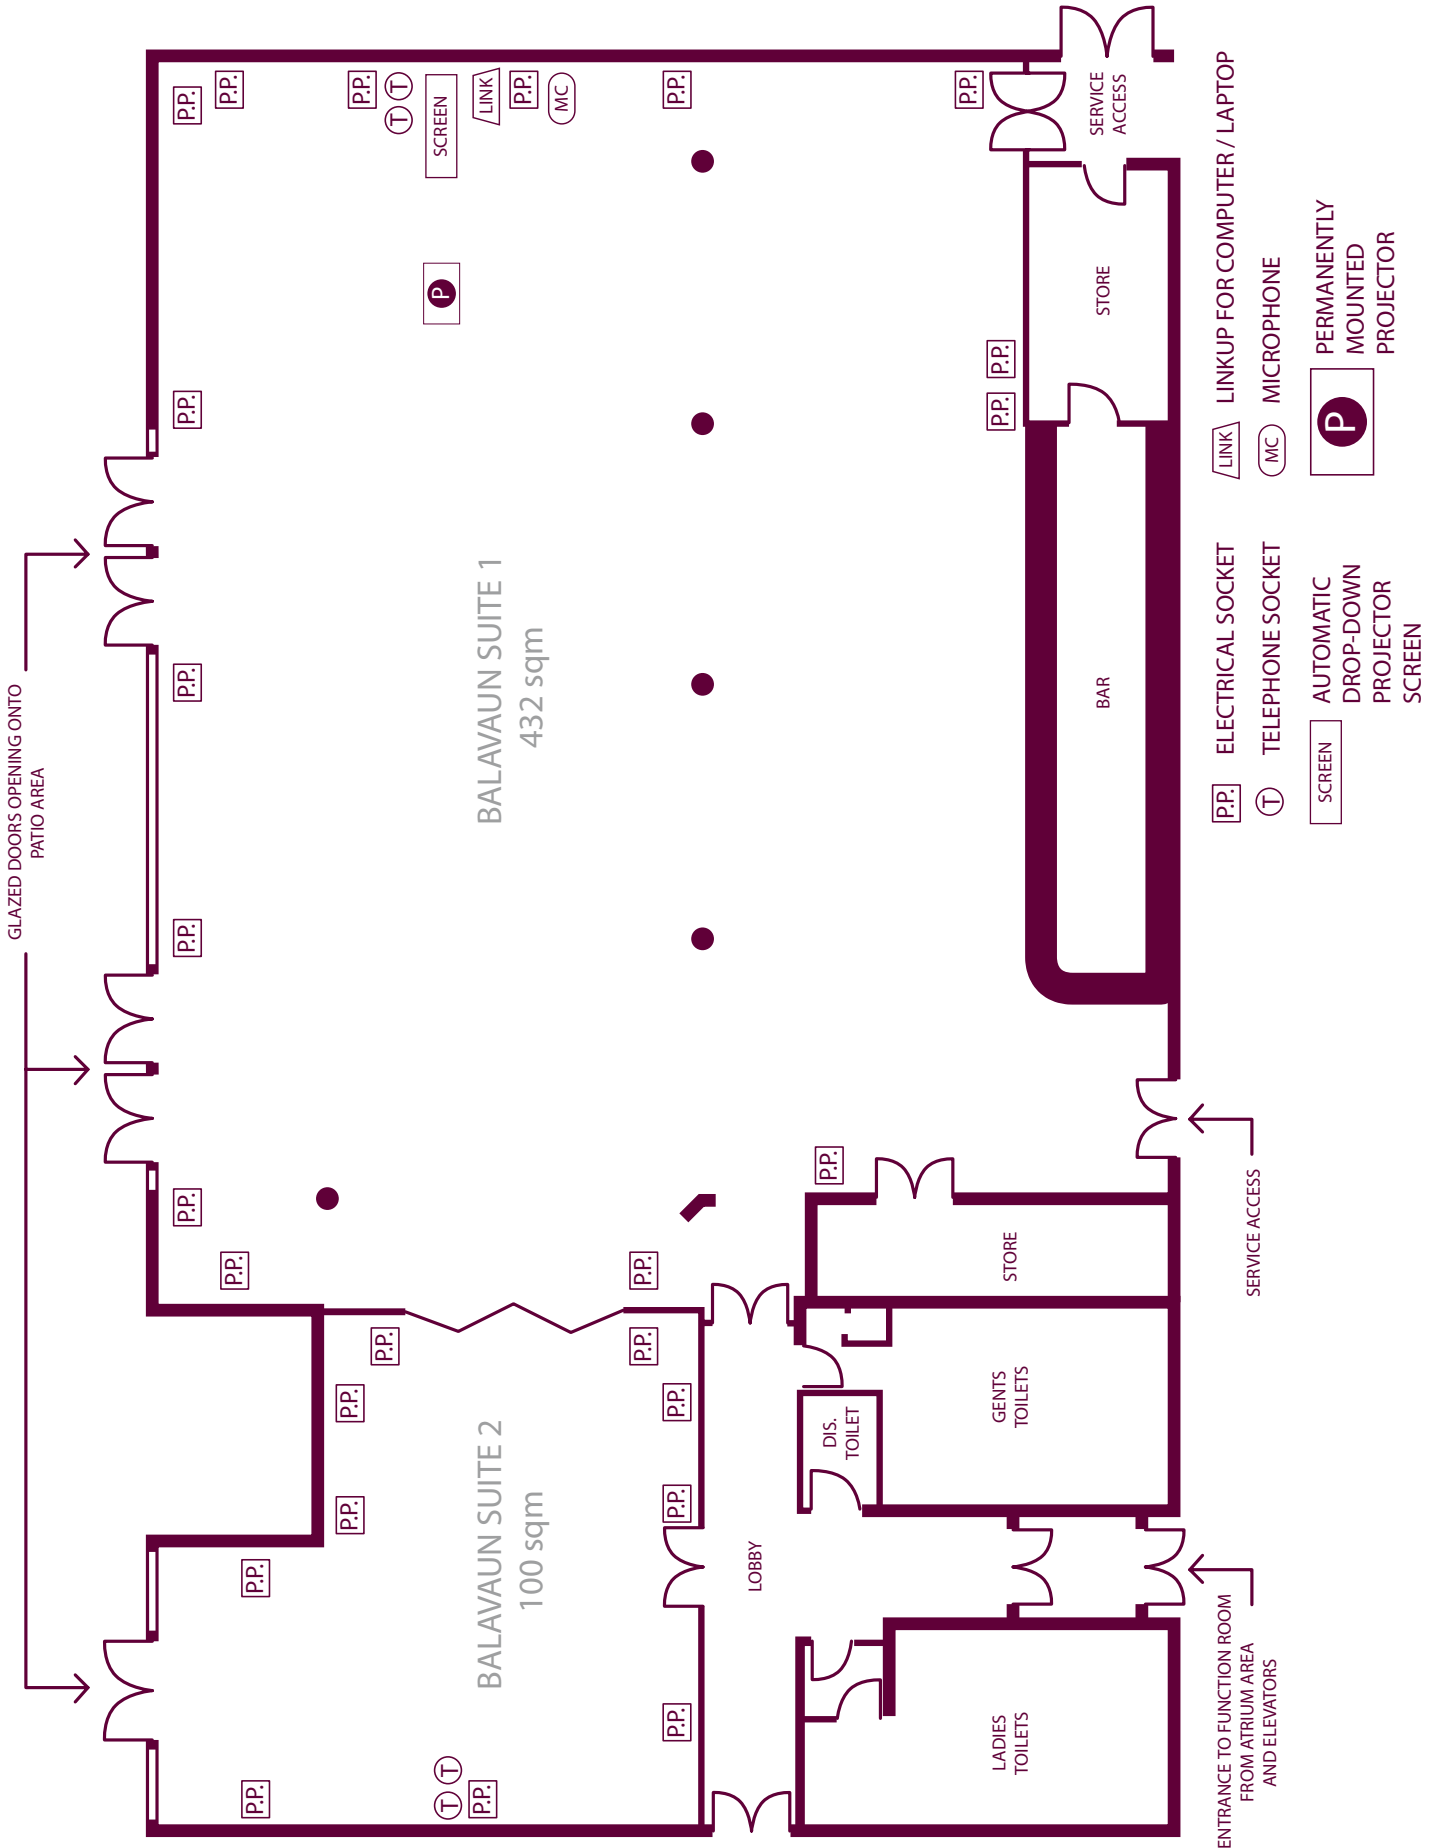 GLAZED DOORS OPENING ONTO
PATIO AREA
P.P.
P.P.
P.P.
P.P.
P.P.
P.P.
P.P.
T T
SCREEN
LINK
P.P.
MC
P.P.
P.P.
P
BALAVAUN SUITE 1
432 sqm
SERVICE
ACCESS
STORE
P.P.
P.P.
BAR
P.P.
P.P.
P.P.
STORE
SERVICE ACCESS
P.P.
P.P.
P.P.
P.P.
P.P.
P.P.
P.P.
P.P.
P.P.
T T
P.P.
BALAVAUN SUITE 2
100 sqm
LOBBY
DIS.
TOILET
GENTS
TOILETS
LADIES
TOILETS
ENTRANCE TO FUNCTION ROOM
FROM ATRIUM AREA
AND ELEVATORS
P.P. ELECTRICAL SOCKET
T TELEPHONE SOCKET
SCREEN AUTOMATIC
DROP-DOWN
PROJECTOR
SCREEN
LINK LINKUP FOR COMPUTER / LAPTOP
MC MICROPHONE
P PERMANENTLY
MOUNTED
PROJECTOR